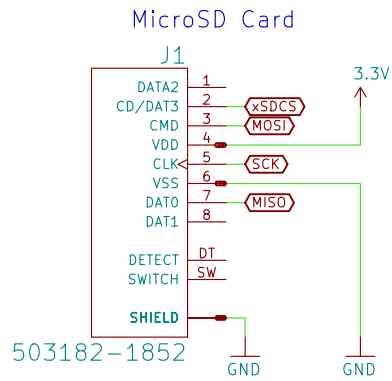 MicroSD Card
J1
3.3V
DATA2 1
CD/DAT3 2 xSDCS
CMD 3 MOSI
VDD 4
CLK 5 SCK
VSS 6
DAT0 7 MISO
DAT1 8
DETECT DT
SWITCH SW
SHIELD
503182-1852
GND GND